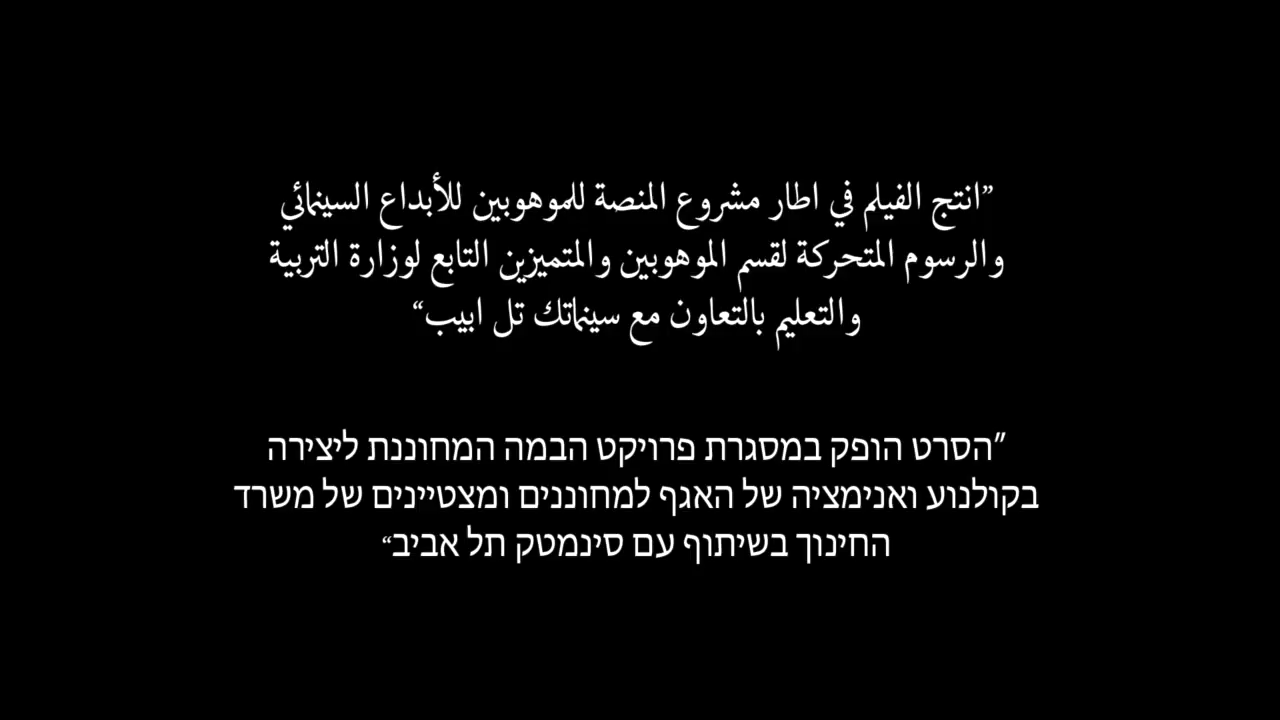 ”انتج الفيلم في اطار مشروع المنصة للموهوبين للأبداع السينمائي
والرسوم المتحركة لقسم الموهوبين والمتميزين التابع لوزارة التربية
والتعليم بالتعاون مع سينماتك تل ابيب“
”הסרט הופק במסגרת פרויקט הבמה המחוננת ליצירה
בקולנוע ואנימציה של האגף למחוננים ומצטיינים של משרד
החינוך בשיתוף עם סינמטק תל אביב“